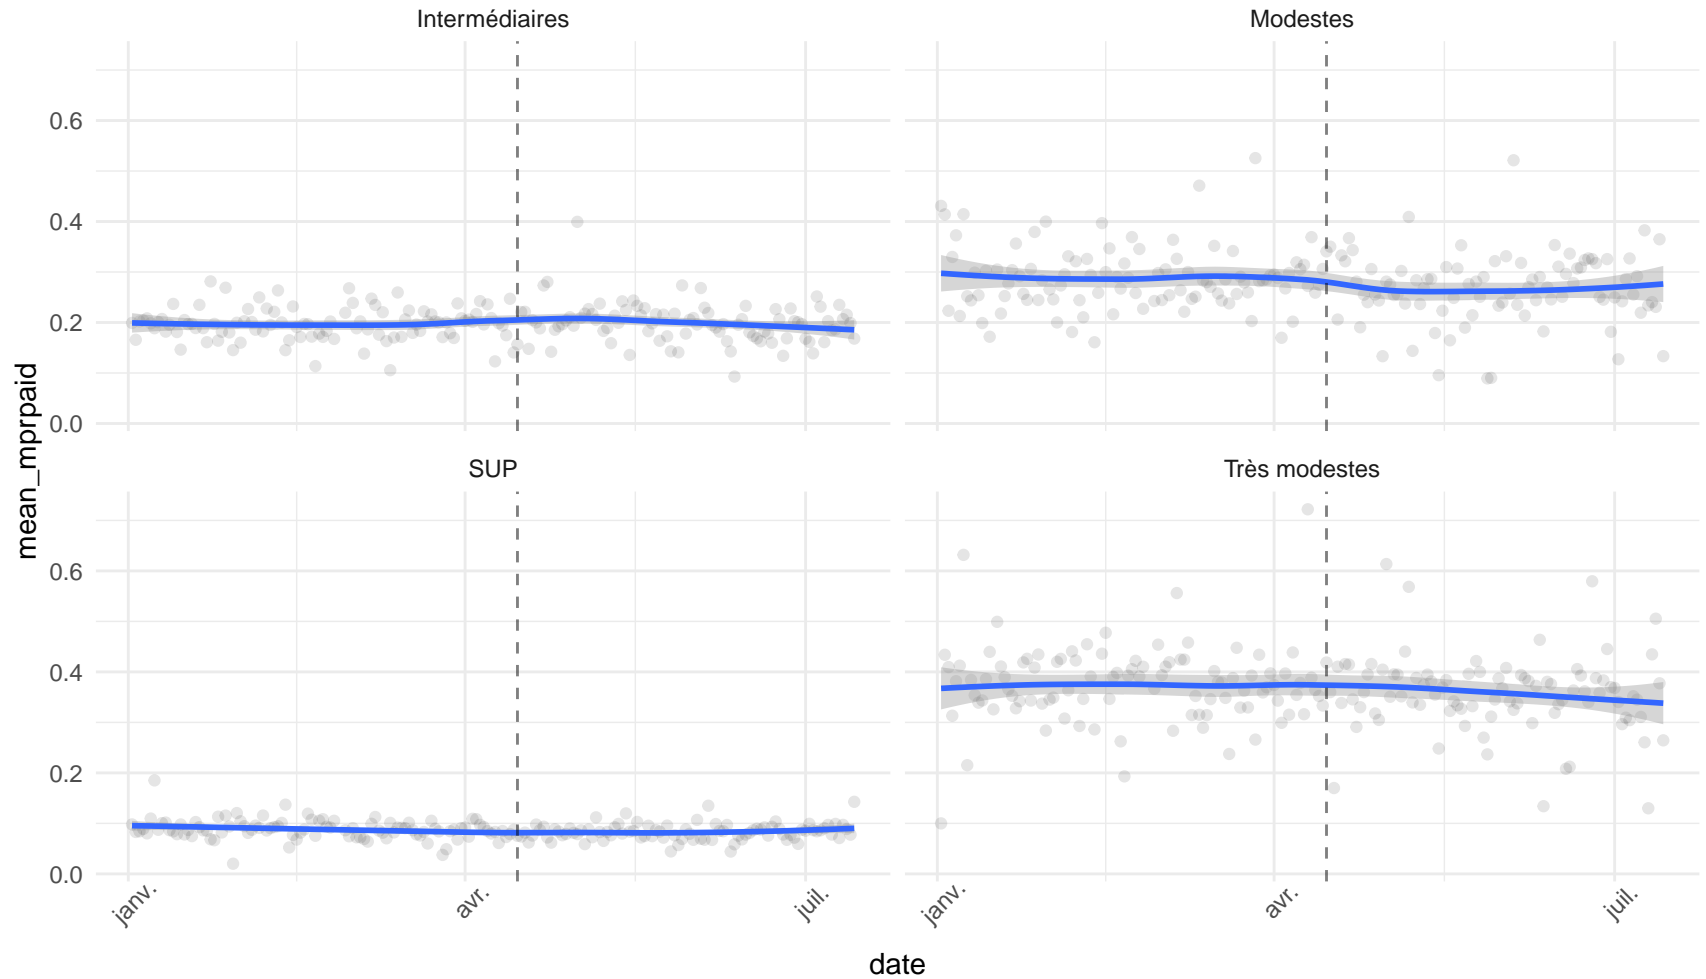 Intermédiaires
Modestes
0.6
0.4
0.2
0.0
mean_mprpaid
SUP
Très modestes
0.6
0.4
0.2
0.0
janv.
avr.
juil.
janv.
avr.
juil.
date